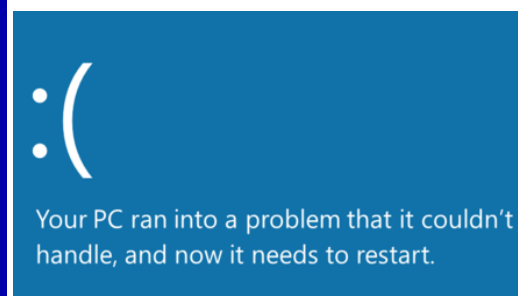 :(
Your PC ran into a problem that it couldn't
handle, and now it needs to restart.